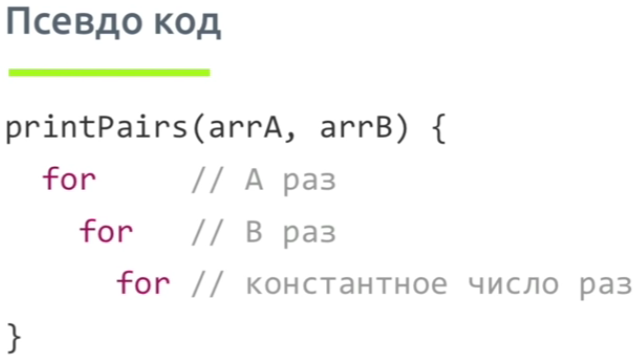 Псевдо код
printPairs(arrA, arrB) {
  for     // A раз
    for   // B раз
      for // константное число раз
}